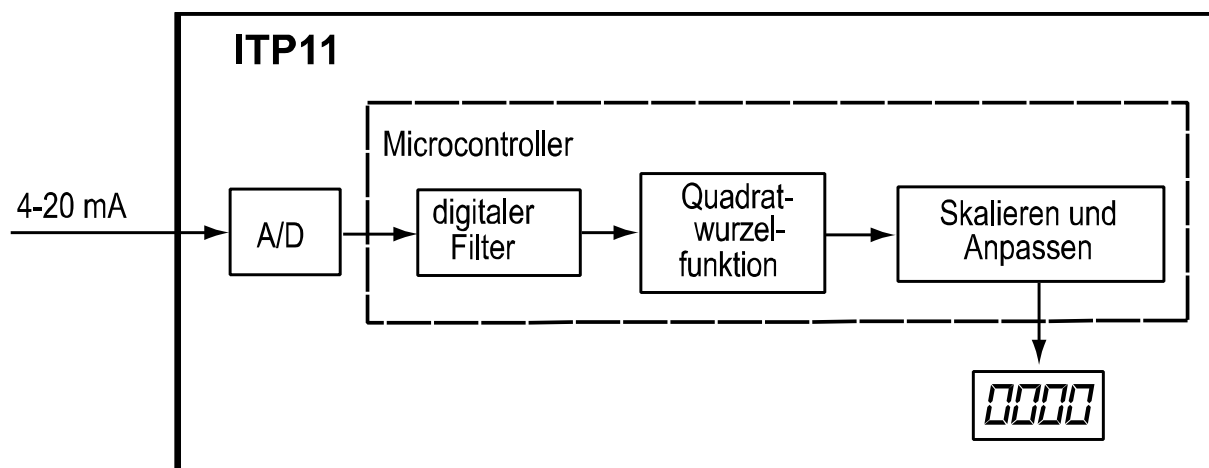 ITP11
Microcontroller
4-20 mA
A/D
digitaler
Filter
Quadrat-
wurzel-
funktion
Skalieren und
Anpassen
0000